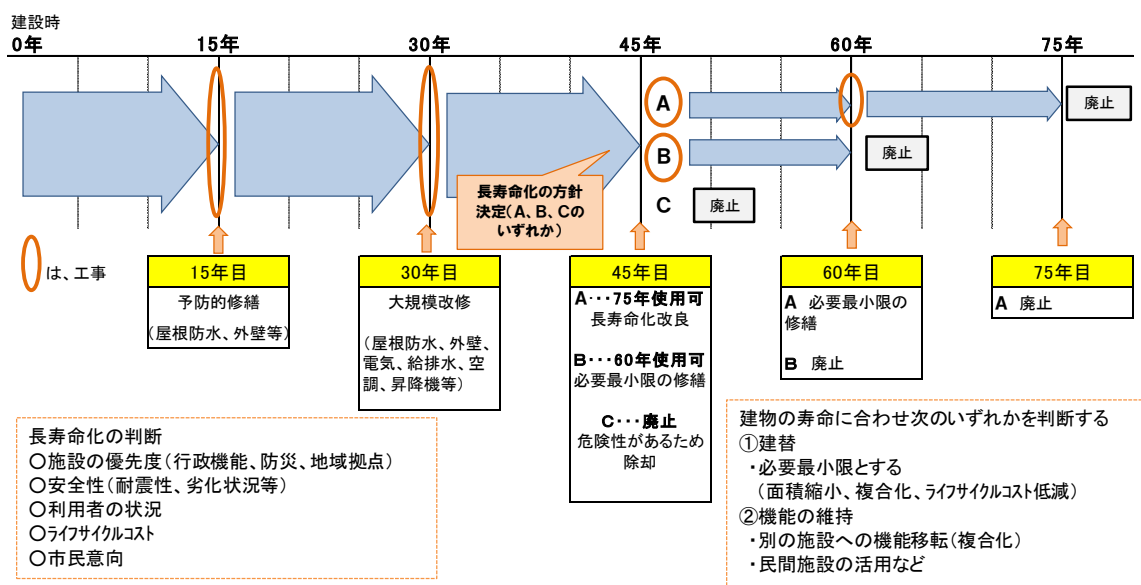 建設時
0年
15年
30年
45年
60年
75年
A
B
C
廃止
廃止
廃止
長寿命化の方針
決定(A、B、Cの
いずれか)
は、工事
15年目
予防的修繕
(屋根防水、外壁等)
30年目
大規模改修
(屋根防水、外壁、
電気、給排水、空
調、昇降機等)
45年目
A・・・75年使用可
長寿命化改良
B・・・60年使用可
必要最小限の修繕
C・・・廃止
危険性があるため
除却
60年目
A 必要最小限の
修繕
B 廃止
75年目
A 廃止
長寿命化の判断
○施設の優先度(行政機能、防災、地域拠点)
○安全性(耐震性、劣化状況等)
○利用者の状況
○ライフサイクルコスト
○市民意向
建物の寿命に合わせ次のいずれかを判断する
①建替
・必要最小限とする
(面積縮小、複合化、ライフサイクルコスト低減)
②機能の維持
・別の施設への機能移転(複合化)
・民間施設の活用など